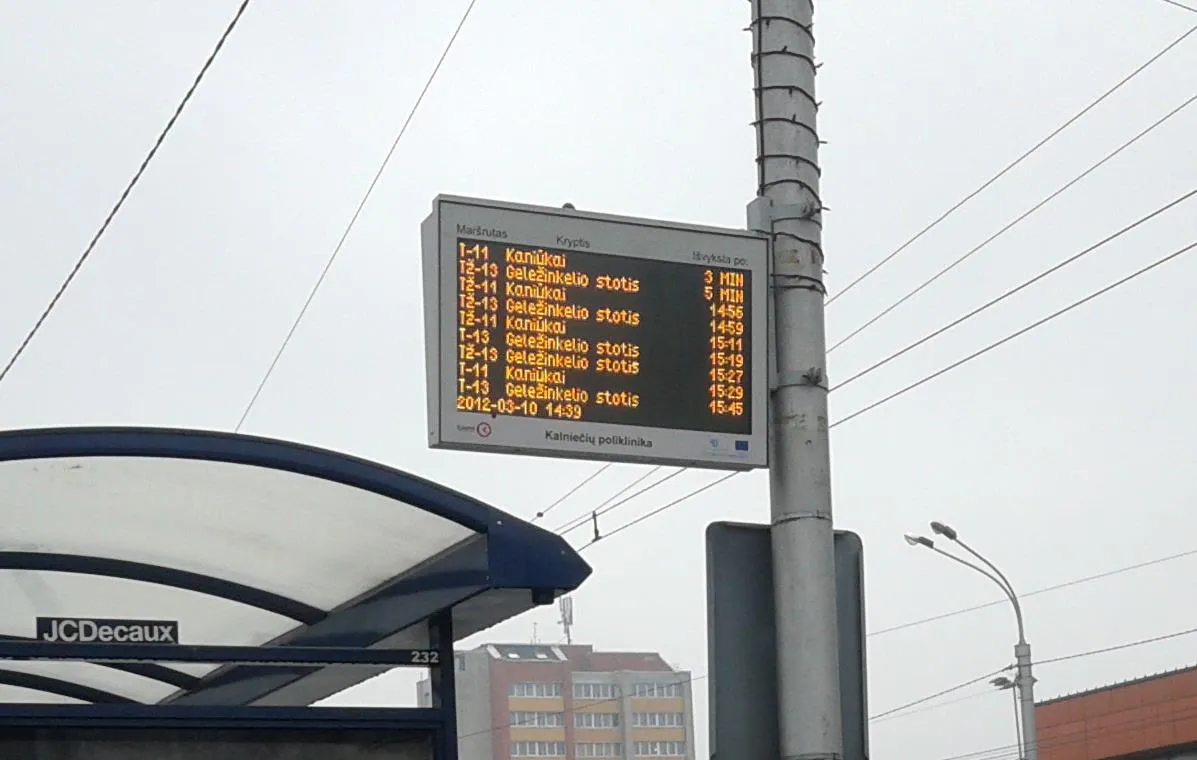 Maršrutas Kryptis Išvyksta po:
T-11 Kaniūkai 3 MIN
TŽ-13 Geležinkelio stotis 5 MIN
TŽ-11 Kaniūkai 14:56
TŽ-13 Geležinkelio stotis 14:59
TŽ-11 Kaniūkai 15:11
T-13 Geležinkelio stotis 15:19
TŽ-13 Geležinkelio stotis 15:27
T-11 Kaniūkai 15:29
T-13 Geležinkelio stotis 15:45
2012-03-10 14:39
Kalniečių poliklinika
JCDecaux
232